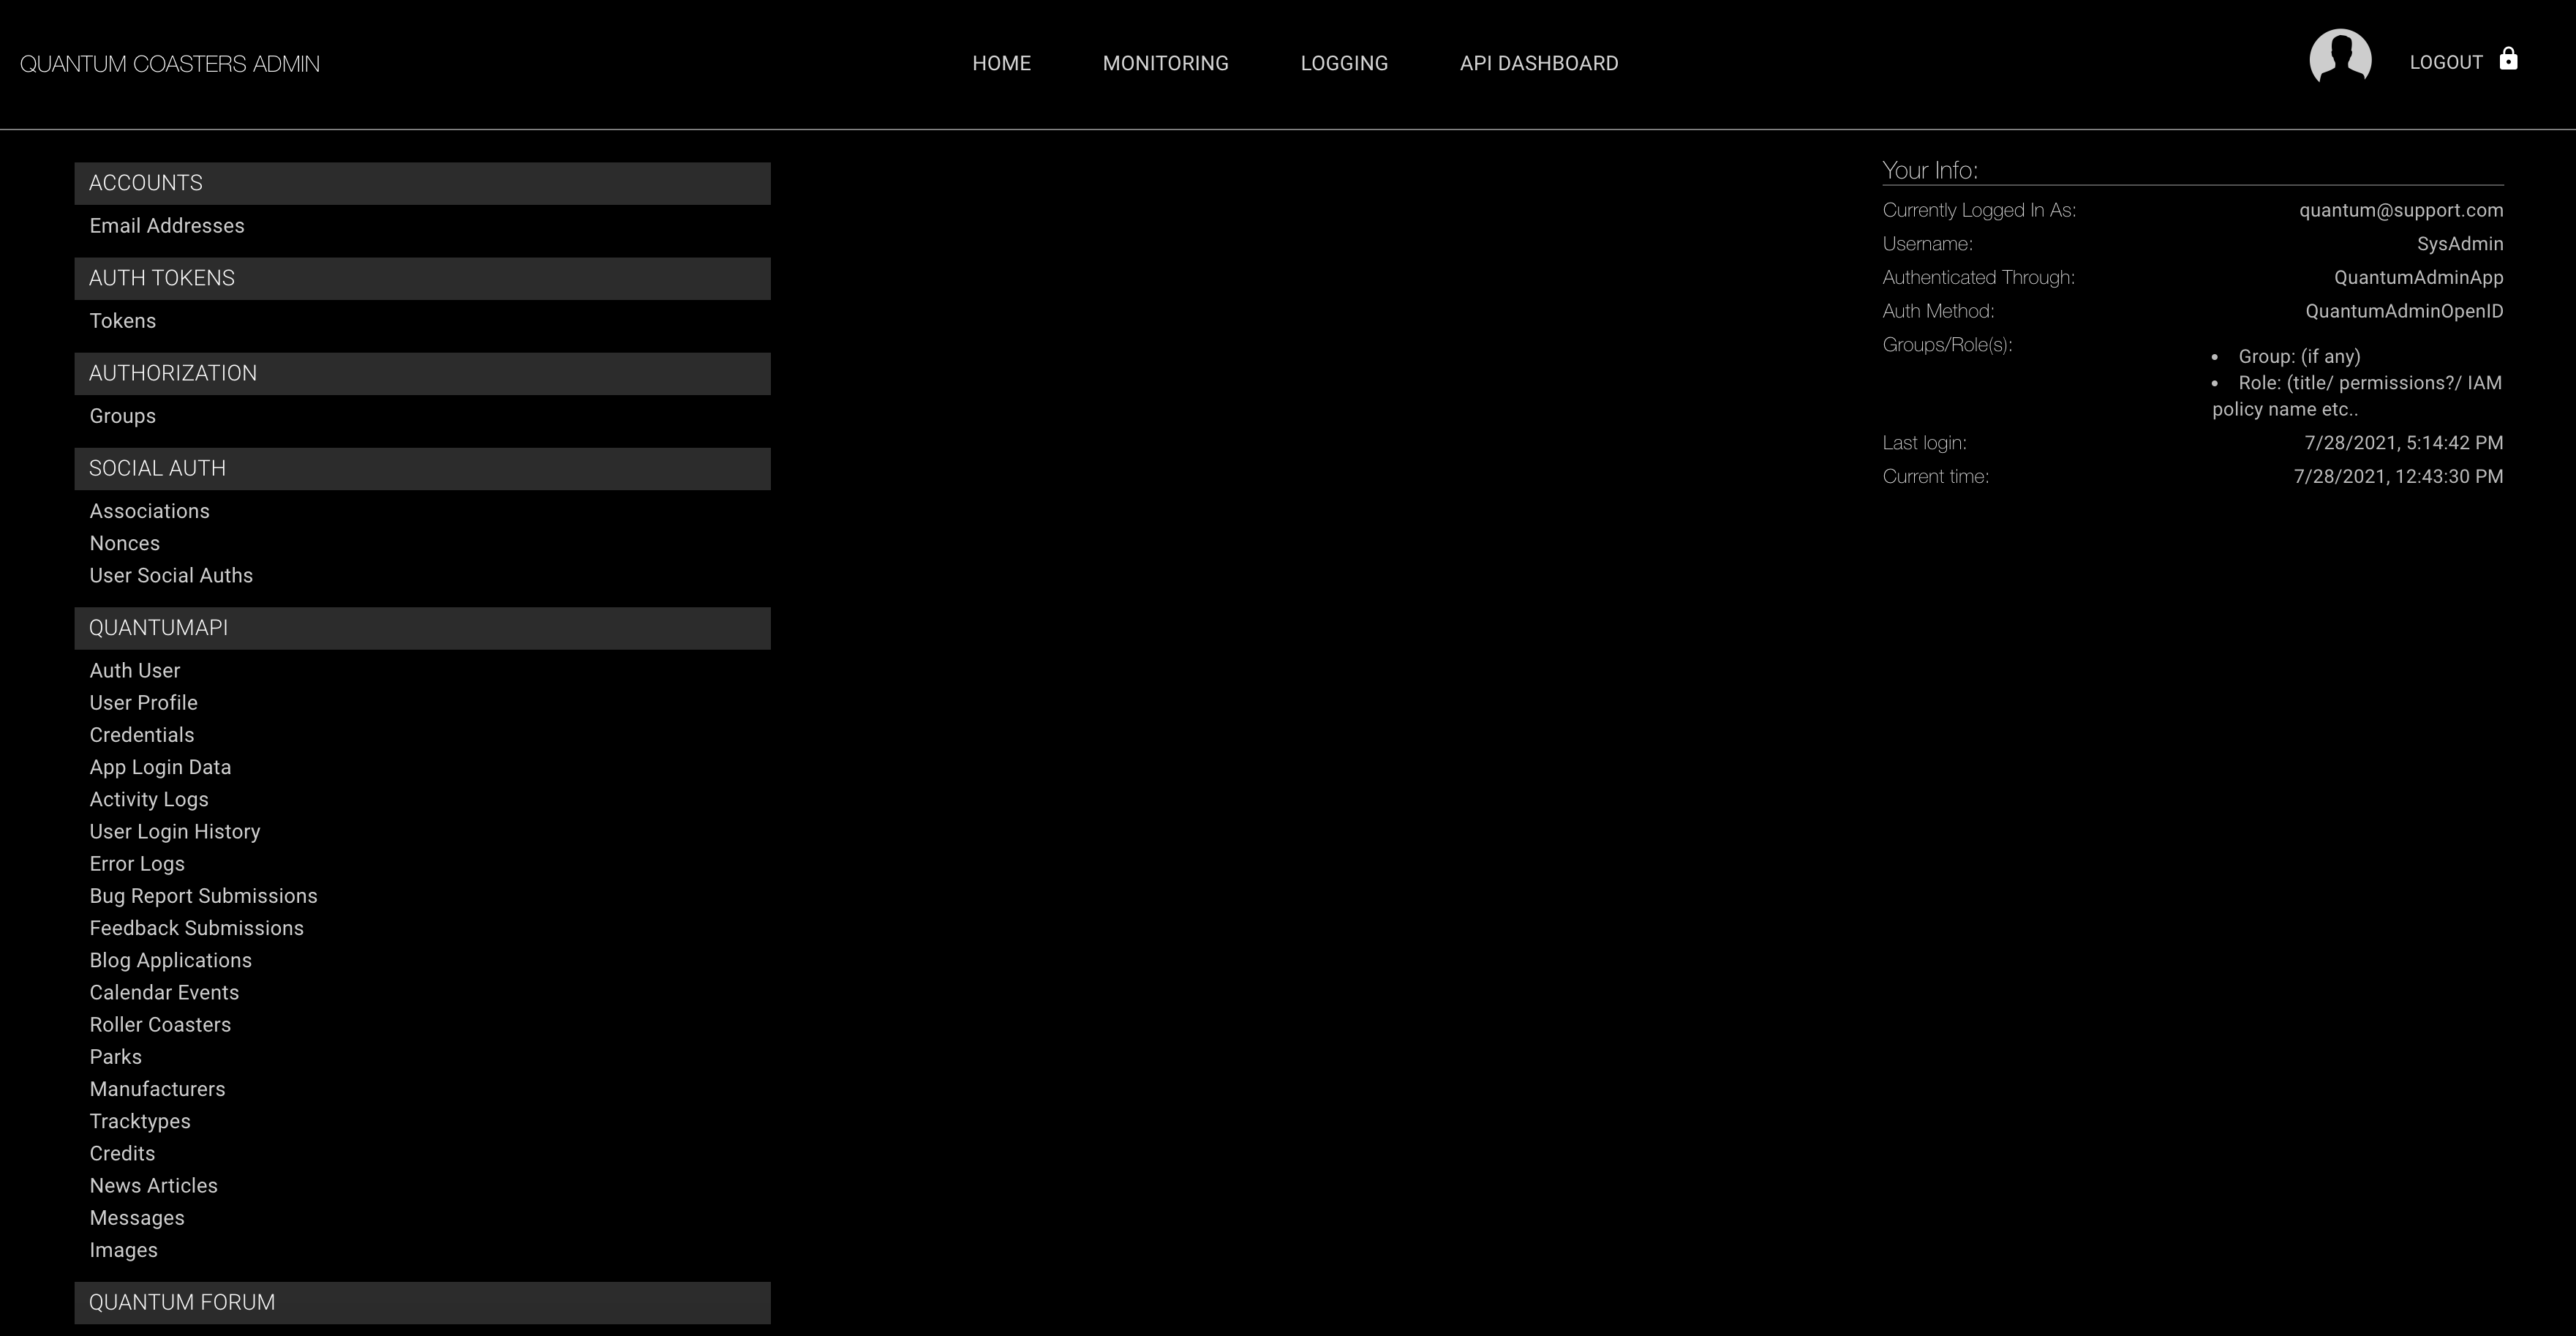 QUANTUM COASTERS ADMIN
HOME
MONITORING
LOGGING
API DASHBOARD
LOGOUT
ACCOUNTS
Email Addresses
AUTH TOKENS
Tokens
AUTHORIZATION
Groups
SOCIAL AUTH
Associations
Nonces
User Social Auths
QUANTUMAPI
Auth User
User Profile
Credentials
App Login Data
Activity Logs
User Login History
Error Logs
Bug Report Submissions
Feedback Submissions
Blog Applications
Calendar Events
Roller Coasters
Parks
Manufacturers
Tracktypes
Credits
News Articles
Messages
Images
QUANTUM FORUM
Your Info:
Currently Logged In As: quantum@support.com
Username: SysAdmin
Authenticated Through: QuantumAdminApp
Auth Method: QuantumAdminOpenID
Groups/Role(s):
• Group: (if any)
• Role: (title/ permissions?/ IAM
policy name etc..
Last login: 7/28/2021, 5:14:42 PM
Current time: 7/28/2021, 12:43:30 PM